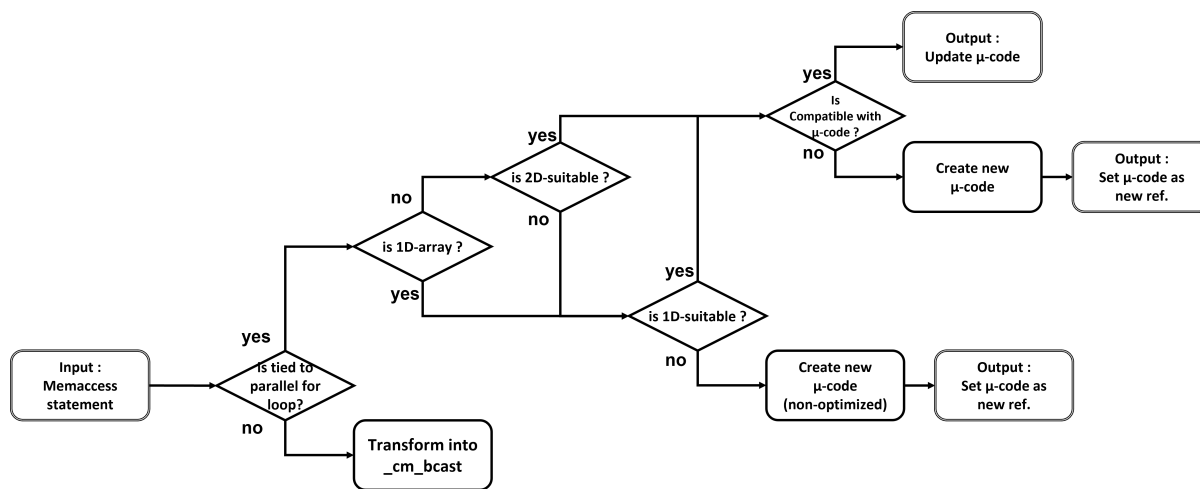 Output :
Update μ-code
yes
Is
Compatible with
μ-code ?
no
Create new
μ-code
Output :
Set μ-code as
new ref.
yes
is 2D-suitable ?
no
no
is 1D-array ?
yes
yes
is 1D-suitable ?
no
Create new
μ-code
(non-optimized)
Output :
Set μ-code as
new ref.
Input :
Memaccess
statement
yes
Is tied to
parallel for
loop?
no
Transform into
_cm_bcast